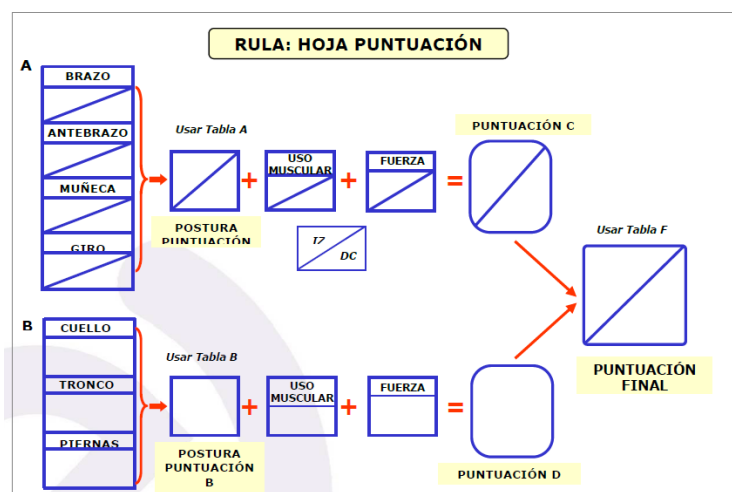 RULA: HOJA PUNTUACIÓN
A
BRAZO
ANTEBRAZO
MUÑECA
GIRO
Usar Tabla A
POSTURA
PUNTUACIÓN
+
USO
MUSCULAR
+
FUERZA
=
PUNTUACIÓN C
IZ
DC
Usar Tabla F
PUNTUACIÓN
FINAL
B
CUELLO
TRONCO
PIERNAS
Usar Tabla B
POSTURA
PUNTUACIÓN
B
+
USO
MUSCULAR
+
FUERZA
=
PUNTUACIÓN D